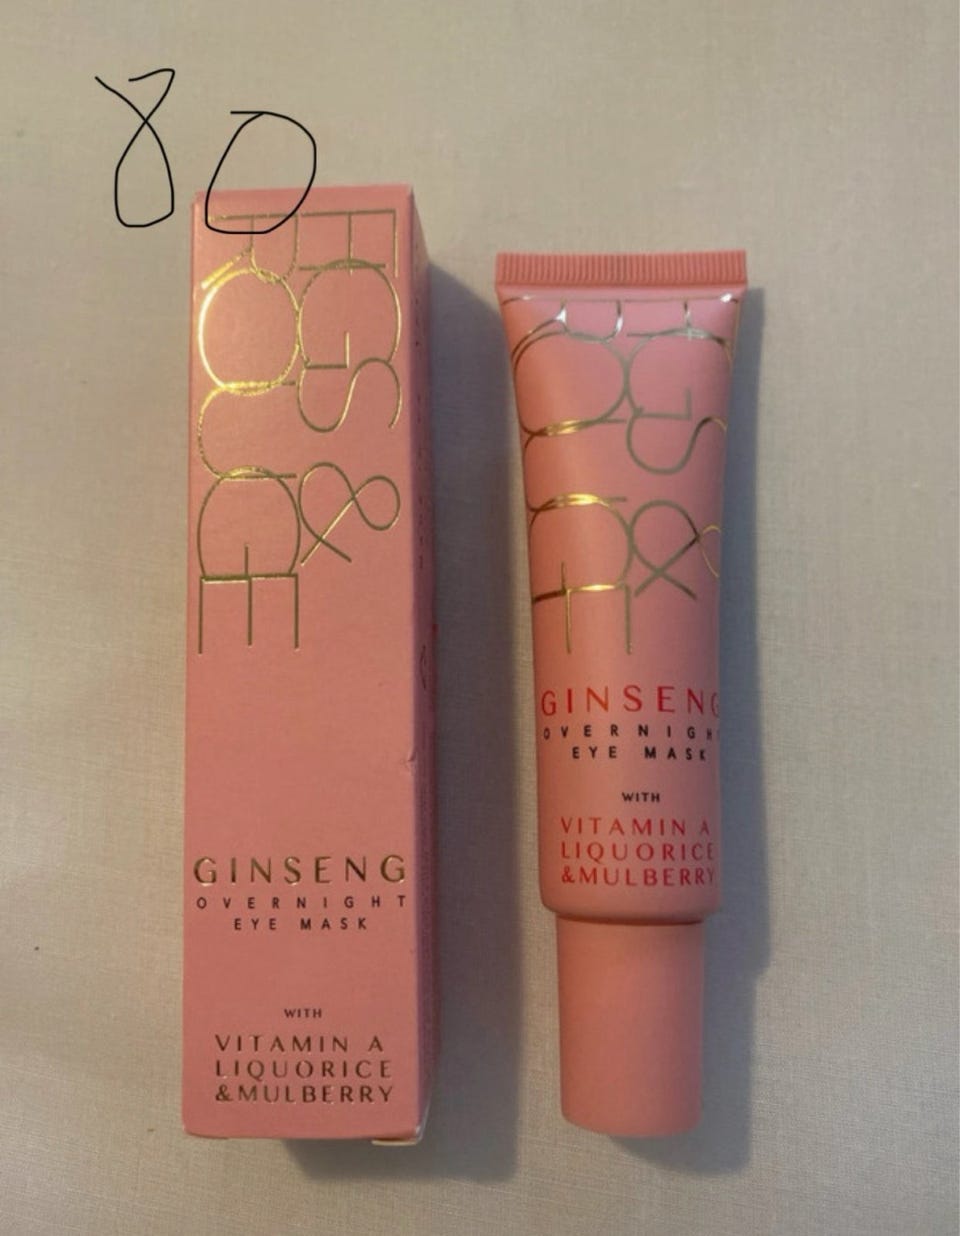 80
FIGS &
ROUGE
GINSENG
OVERNIGHT
EYE MASK
WITH
VITAMIN A
LIQUORICE
&MULBERRY
FIGS &
ROUGE
GINSENG
OVERNIGHT
EYE MASK
WITH
VITAMIN A
LIQUORICE
&MULBERRY